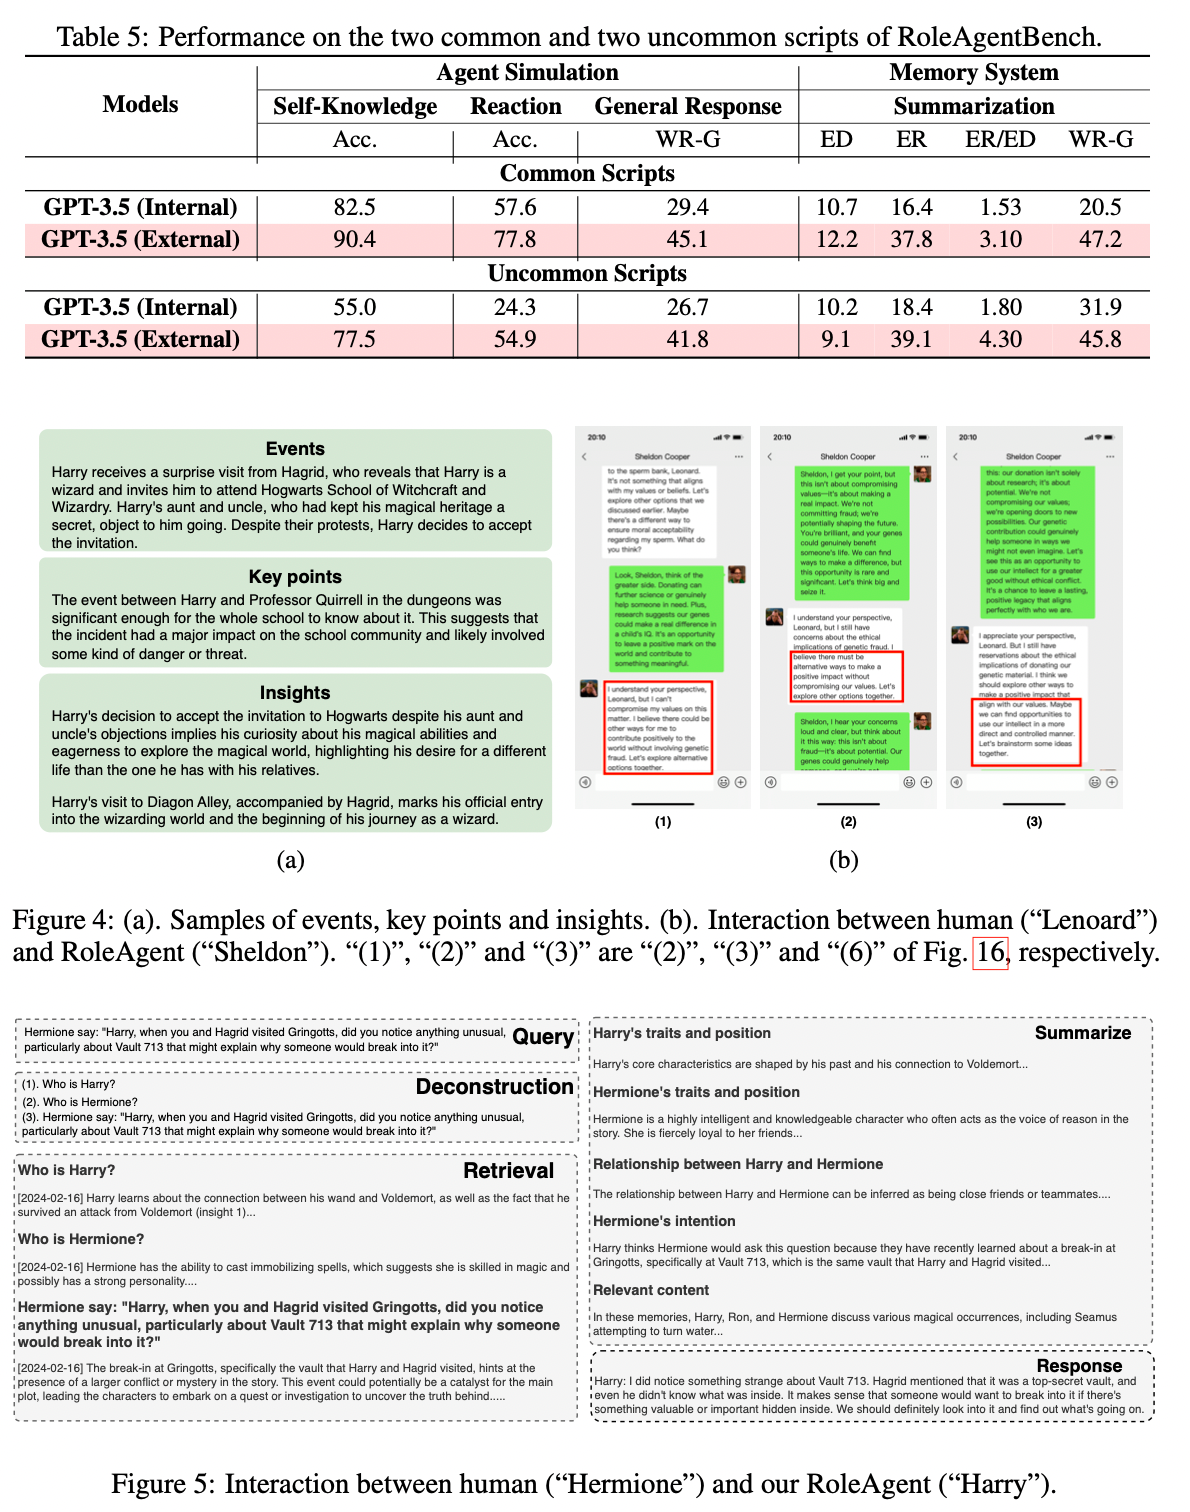 Table 5: Performance on the two common and two uncommon scripts of RoleAgentBench.
Models
Agent Simulation
Memory System
Self-Knowledge Reaction General Response
Summarization
Acc. Acc. WR-G ED ER ER/ED WR-G
Common Scripts
GPT-3.5 (Internal) 82.5 57.6 29.4 10.7 16.4 1.53 20.5
GPT-3.5 (External) 90.4 77.8 45.1 12.2 37.8 3.10 47.2
Uncommon Scripts
GPT-3.5 (Internal) 55.0 24.3 26.7 10.2 18.4 1.80 31.9
GPT-3.5 (External) 77.5 54.9 41.8 9.1 39.1 4.30 45.8
Events
Harry receives a surprise visit from Hagrid, who reveals that Harry is a
wizard and invites him to attend Hogwarts School of Witchcraft and
Wizardry. Harry's aunt and uncle, who had kept his magical heritage a
secret, object to him going. Despite their protests, Harry decides to accept
the invitation.
Key points
The event between Harry and Professor Quirrell in the dungeons was
significant enough for the whole school to know about it. This suggests that
the incident had a major impact on the school community and likely involved
some kind of danger or threat.
Insights
Harry's decision to accept the invitation to Hogwarts despite his aunt and
uncle's objections implies his curiosity about his magical abilities and
eagerness to explore the magical world, highlighting his desire for a different
life than the one he has with his relatives.
Harry's visit to Diagon Alley, accompanied by Hagrid, marks his official entry
into the wizarding world and the beginning of his journey as a wizard.
(a)
20:10
Sheldon Cooper
to the sperm bank, Leonard.
It's not something that aligns
with my values or beliefs. Let's
explore other options that we
discussed earlier. Maybe
there's a different way to
ensure moral acceptability
regarding my sperm. What do
you think?
Look, Sheldon, think of the
greater side. Donating can
further science or genuinely
help someone in need. Plus,
research suggests our genes
could make a real difference in
a child's IQ. It's an opportunity
to leave a positive mark on the
world and contribute to
something meaningful.
I understand your perspective,
Leonard, but I can't
compromise my values on this
matter. I believe there could be
other ways for me to
contribute positively to the
world without involving genetic
fraud. Let's explore alternative
options together.
(1)
20:10
Sheldon Cooper
Sheldon, I get your point, but
this isn't about compromising
values—it's about making a
real impact. We're not
committing fraud; we're
potentially shaping the future.
You're brilliant, and your genes
could genuinely benefit
someone's life. We can find
ways to make a difference, but
this opportunity is rare and
significant. Let's think big and
seize it.
I understand your perspective,
Leonard, but I still have
concerns about the ethical
implications of genetic fraud. I
believe there must be
alternative ways to make a
positive impact without
compromising our values. Let's
explore other options together.
Sheldon, I hear your concerns
loud and clear, but think about
it this way: this isn't about
fraud—it's about potential. Our
genes could genuinely help
(2)
20:10
Sheldon Cooper
this: our donation isn't solely
about research; it's about
potential. We're not
compromising our values;
we're opening doors to new
possibilities. Our genetic
contribution could genuinely
help someone in ways we
might not even imagine. Let's
see this as an opportunity to
use our intellect for a greater
good without ethical conflict.
It's a chance to leave a lasting,
positive legacy that aligns
perfectly with who we are.
I appreciate your perspective,
Leonard. But I still have
reservations about the ethical
implications of donating our
genetic material. I think we
should explore other ways to
make a positive impact that
align with our values. Maybe
we can find opportunities to
use our intellect in a more
direct and controlled manner.
Let's brainstorm some ideas
together.
(3)
(b)
Figure 4: (a). Samples of events, key points and insights. (b). Interaction between human (“Lenoard”)
and RoleAgent (“Sheldon”). “(1)”, “(2)” and “(3)” are “(2)”, “(3)” and “(6)” of Fig. 16, respectively.
Query
Hermione say: "Harry, when you and Hagrid visited Gringotts, did you notice anything unusual,
particularly about Vault 713 that might explain why someone would break into it?"
Deconstruction
(1). Who is Harry?
(2). Who is Hermione?
(3). Hermione say: "Harry, when you and Hagrid visited Gringotts, did you notice anything unusual,
particularly about Vault 713 that might explain why someone would break into it?"
Retrieval
Who is Harry?
[2024-02-16] Harry learns about the connection between his wand and Voldemort, as well as the fact that he
survived an attack from Voldemort (insight 1)...
Who is Hermione?
[2024-02-16] Hermione has the ability to cast immobilizing spells, which suggests she is skilled in magic and
possibly has a strong personality....
Hermione say: "Harry, when you and Hagrid visited Gringotts, did you notice
anything unusual, particularly about Vault 713 that might explain why someone
would break into it?"
[2024-02-16] The break-in at Gringotts, specifically the vault that Harry and Hagrid visited, hints at the
presence of a larger conflict or mystery in the story. This event could potentially be a catalyst for the main
plot, leading the characters to embark on a quest or investigation to uncover the truth behind.....
Summarize
Harry's traits and position
Harry's core characteristics are shaped by his past and his connection to Voldemort...
Hermione's traits and position
Hermione is a highly intelligent and knowledgeable character who often acts as the voice of reason in the
story. She is fiercely loyal to her friends...
Relationship between Harry and Hermione
The relationship between Harry and Hermione can be inferred as being close friends or teammates....
Hermione's intention
Harry thinks Hermione would ask this question because they have recently learned about a break-in at
Gringotts, specifically at Vault 713, which is the same vault that Harry and Hagrid visited...
Relevant content
In these memories, Harry, Ron, and Hermione discuss various magical occurrences, including Seamus
attempting to turn water...
Response
Harry: I did notice something strange about Vault 713. Hagrid mentioned that it was a top-secret vault, and
even he didn't know what was inside. It makes sense that someone would want to break into it if there's
something valuable or important hidden inside. We should definitely look into it and find out what's going on.
Figure 5: Interaction between human (“Hermione”) and our RoleAgent (“Harry”).